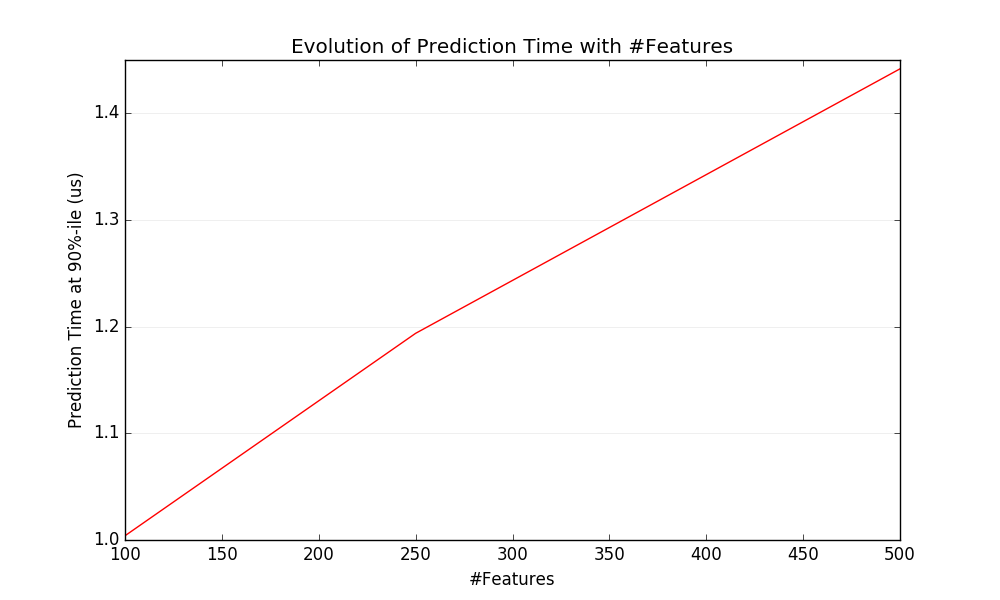 Evolution of Prediction Time with #Features
Prediction Time at 90%-ile (us)
1.4
1.3
1.2
1.1
1.0
100 150 200 250 300 350 400 450 500
#Features